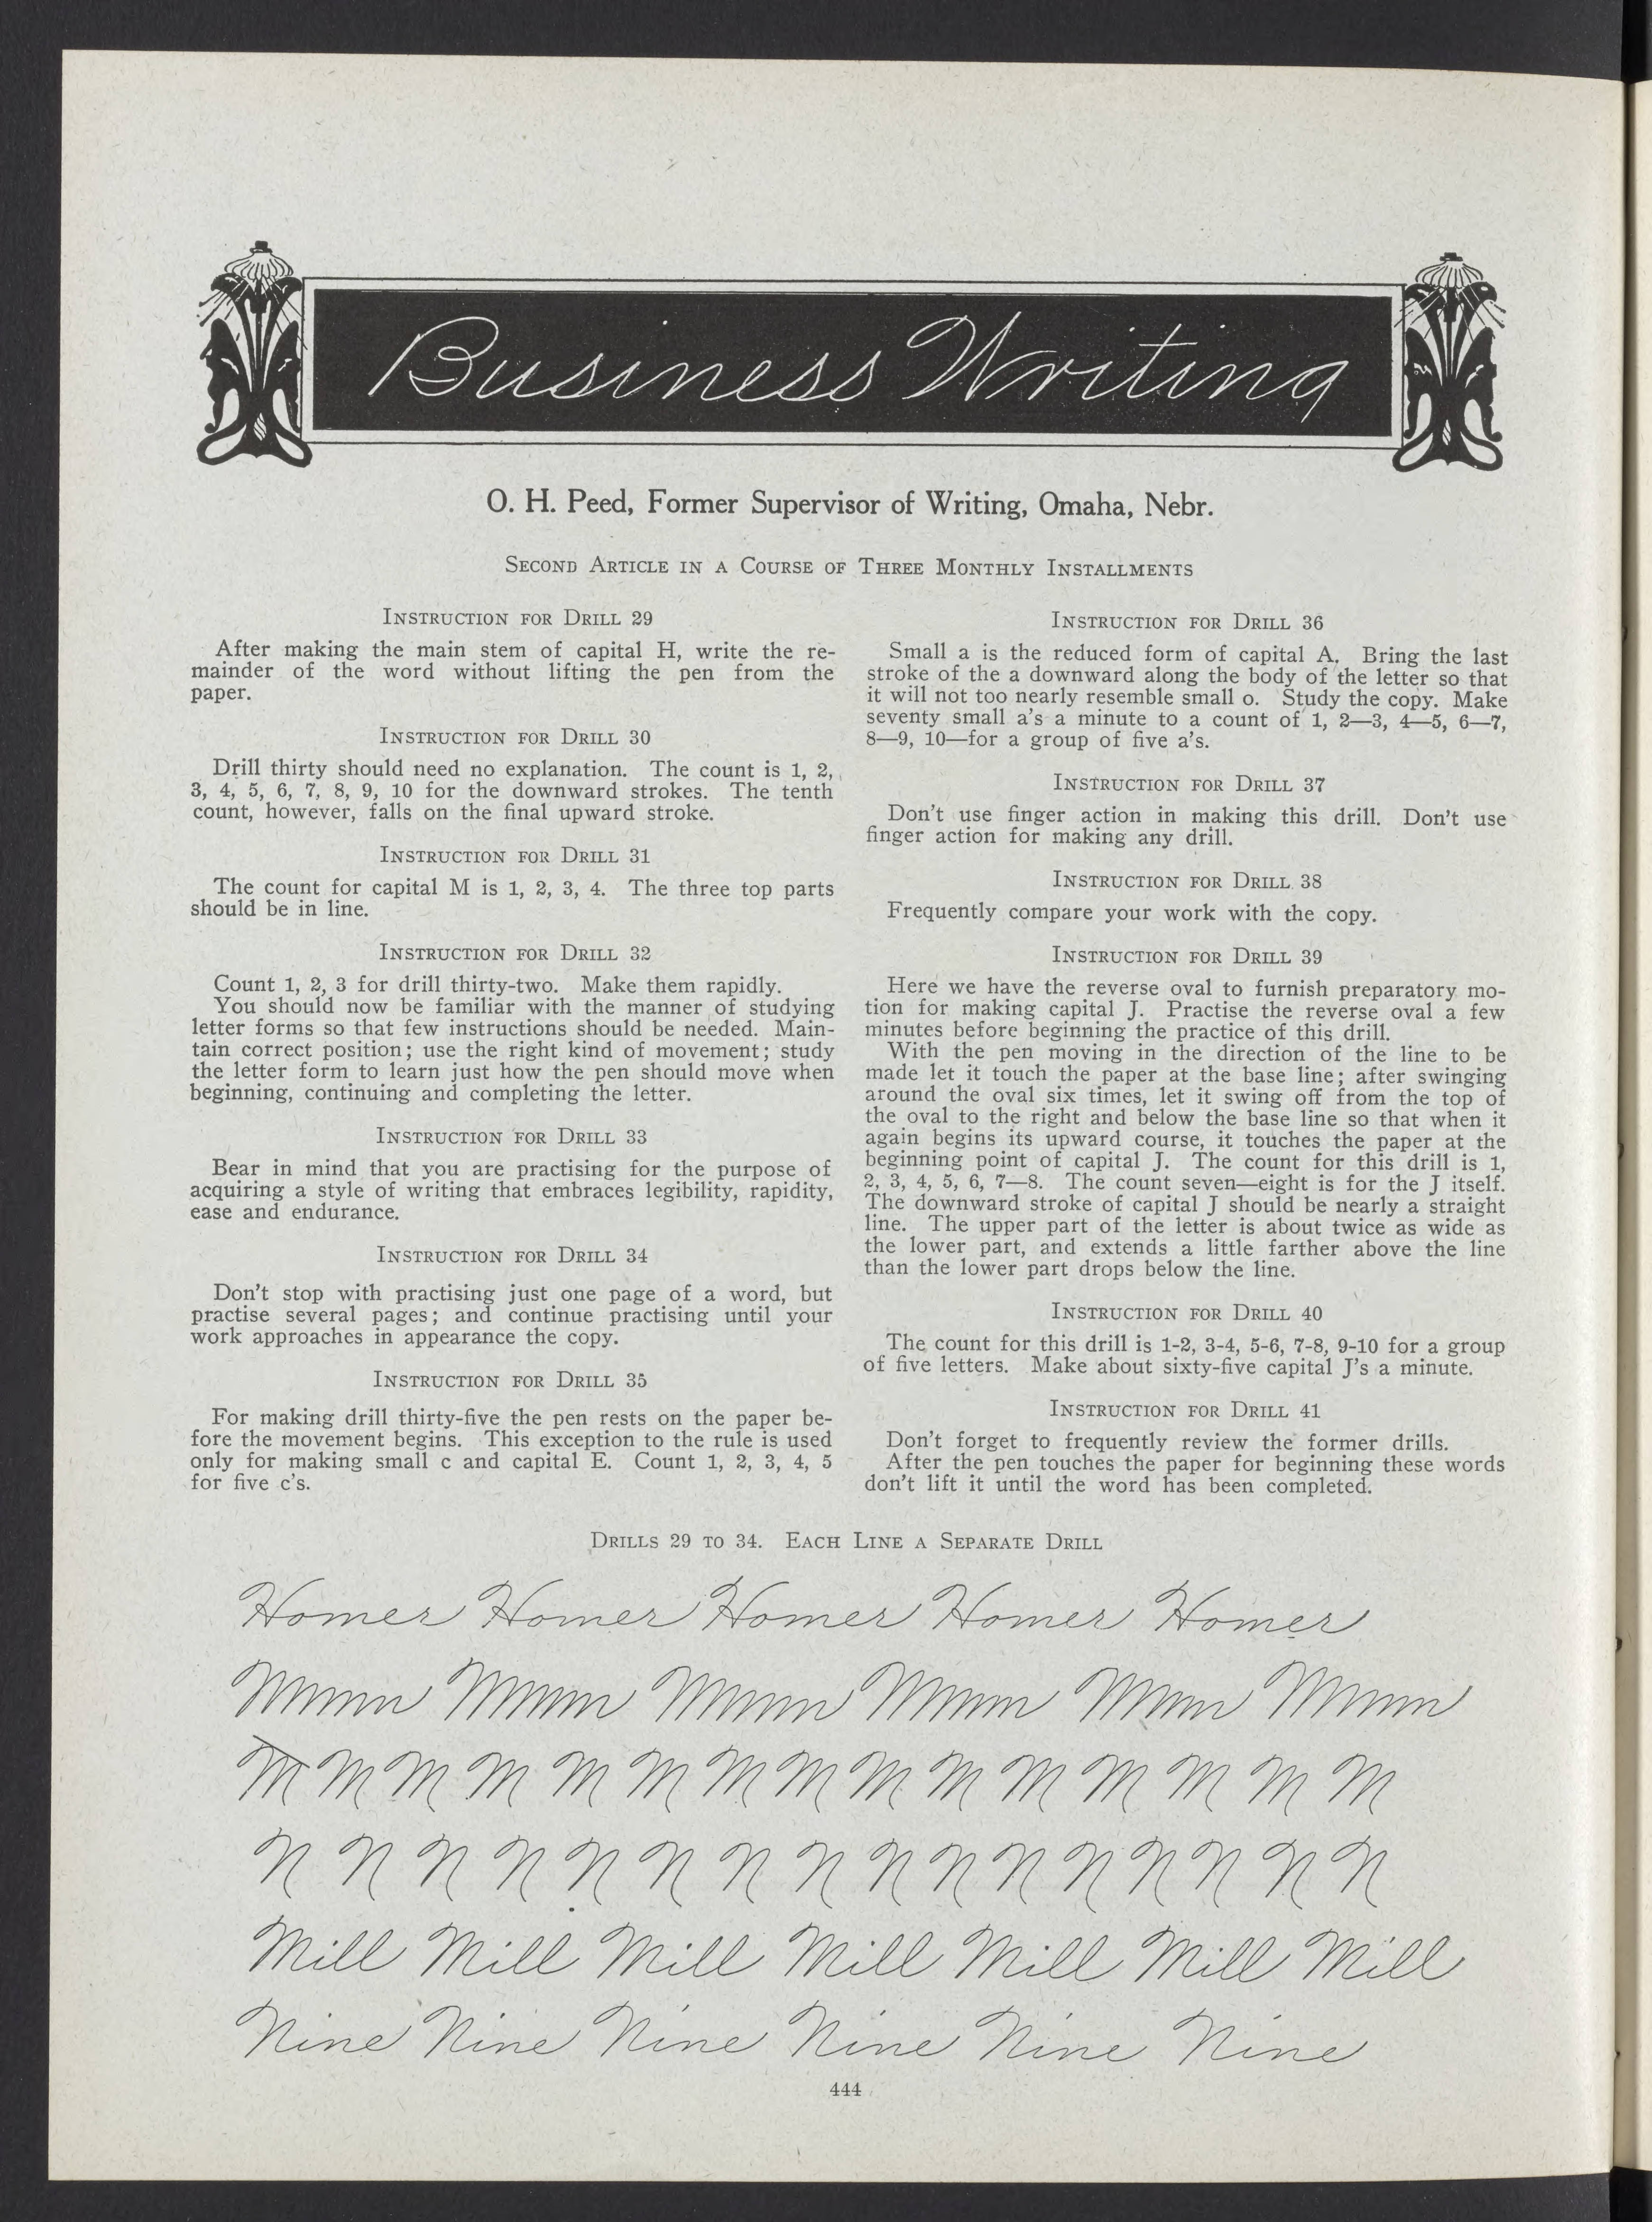 Business Writing
O. H. Peed, Former Supervisor of Writing, Omaha, Nebr.
Second Article in a Course of Three Monthly Installments
Instruction for Drill 29
After making the main stem of capital H, write the re-
mainder of the word without lifting the pen from the
paper.
Instruction for Drill 30
Drill thirty should need no explanation. The count is 1, 2,
3, 4, 5, 6, 7, 8, 9, 10 for the downward strokes. The tenth
count, however, falls on the final upward stroke.
Instruction for Drill 31
The count for capital M is 1, 2, 3, 4. The three top parts
should be in line.
Instruction for Drill 32
Count 1, 2, 3 for drill thirty-two. Make them rapidly.
You should now be familiar with the manner of studying
letter forms so that few instructions should be needed. Main-
tain correct position; use the right kind of movement; study
the letter form to learn just how the pen should move when
beginning, continuing and completing the letter.
Instruction for Drill 33
Bear in mind that you are practising for the purpose of
acquiring a style of writing that embraces legibility, rapidity,
ease and endurance.
Instruction for Drill 34
Don't stop with practising just one page of a word, but
practise several pages; and continue practising until your
work approaches in appearance the copy.
Instruction for Drill 35
For making drill thirty-five the pen rests on the paper be-
fore the movement begins. This exception to the rule is used
only for making small c and capital E. Count 1, 2, 3, 4, 5
for five c's.
Instruction for Drill 36
Small a is the reduced form of capital A. Bring the last
stroke of the a downward along the body of the letter so that
it will not too nearly resemble small o. Study the copy. Make
seventy small a's a minute to a count of 1, 2—3, 4—5, 6—7,
8—9, 10—for a group of five a's.
Instruction for Drill 37
Don't use finger action in making this drill. Don't use
finger action for making any drill.
Instruction for Drill 38
Frequently compare your work with the copy.
Instruction for Drill 39
Here we have the reverse oval to furnish preparatory mo-
tion for making capital J. Practise the reverse oval a few
minutes before beginning the practice of this drill.
With the pen moving in the direction of the line to be
made let it touch the paper at the base line; after swinging
around the oval six times, let it swing off from the top of
the oval to the right and below the base line so that when it
again begins its upward course, it touches the paper at the
beginning point of capital J. The count for this drill is 1,
2, 3, 4, 5, 6, 7—8. The count seven—eight is for the J itself.
The downward stroke of capital J should be nearly a straight
line. The upper part of the letter is about twice as wide as
the lower part, and extends a little farther above the line
than the lower part drops below the line.
Instruction for Drill 40
The count for this drill is 1-2, 3-4, 5-6, 7-8, 9-10 for a group
of five letters. Make about sixty-five capital J's a minute.
Instruction for Drill 41
Don't forget to frequently review the former drills.
After the pen touches the paper for beginning these words
don't lift it until the word has been completed.
Drills 29 to 34. Each Line a Separate Drill
Homer Homer Homer Homer Homer
M M M M M M M M M M M M M M M
N N N N N N N N N N N N N N N N
Mill Mill Mill Mill Mill Mill Mill
Nine Nine Nine Nine Nine Nine
444